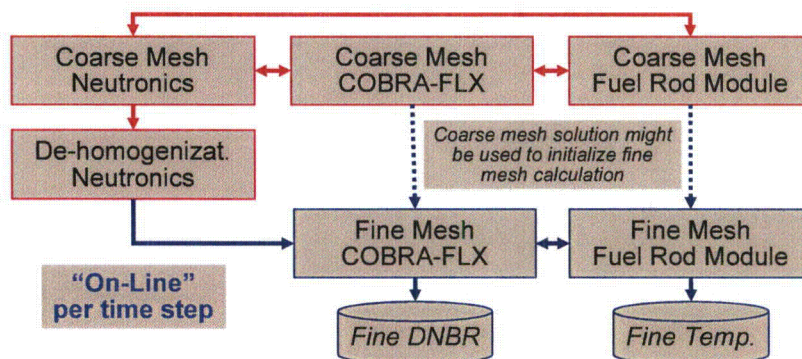 Coarse Mesh
Neutronics
Coarse Mesh
COBRA-FLX
Coarse Mesh
Fuel Rod Module
De-homogenizat.
Neutronics
Coarse mesh solution might
be used to initialize fine
mesh calculation
Fine Mesh
COBRA-FLX
Fine Mesh
Fuel Rod Module
“On-Line”
per time step
Fine DNBR
Fine Temp.